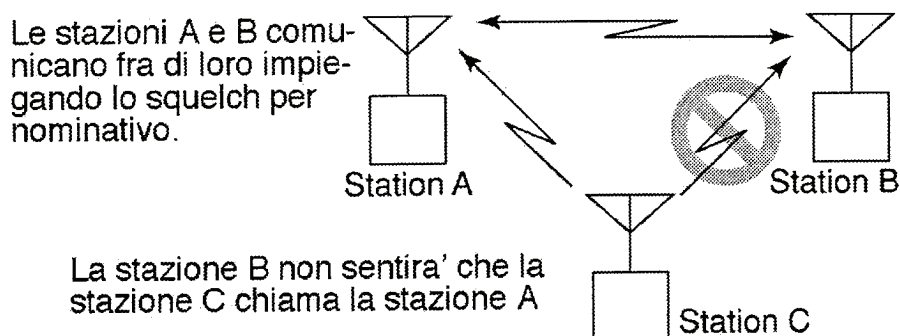 Le stazioni A e B comu-
nicano fra di loro impie-
gando lo squelch per
nominativo.
Station A
Station B
La stazione B non sentira' che la
stazione C chiama la stazione A
Station C